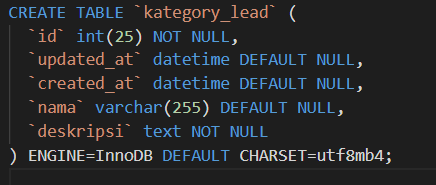 CREATE TABLE `kategory_lead` (
  `id` int(25) NOT NULL,
  `updated_at` datetime DEFAULT NULL,
  `created_at` datetime DEFAULT NULL,
  `nama` varchar(255) DEFAULT NULL,
  `deskripsi` text NOT NULL
) ENGINE=InnoDB DEFAULT CHARSET=utf8mb4;